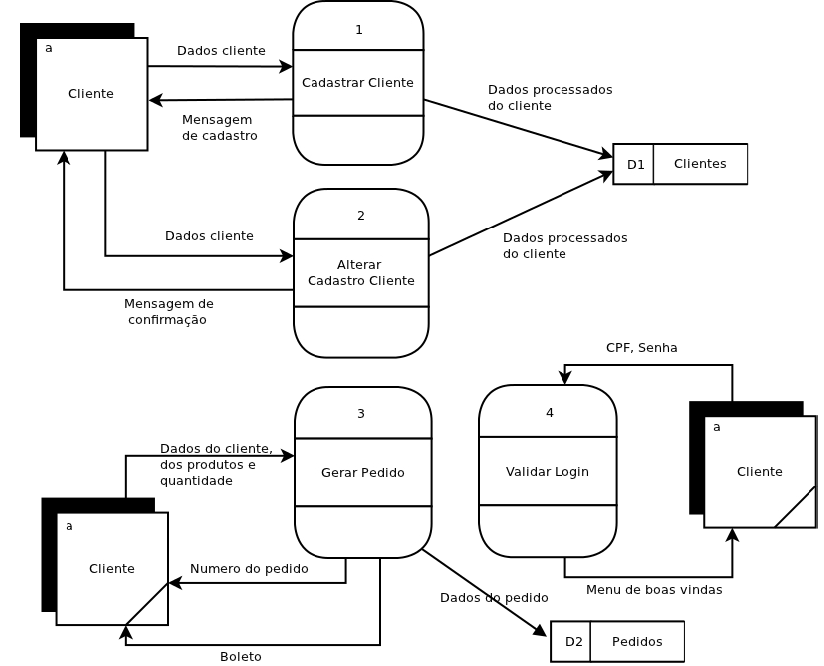 1
a
Dados cliente
Cadastrar Cliente
Cliente
Dados processados
do cliente
Mensagem
de cadastro
D1
Clientes
2
Dados cliente
Dados processados
do cliente
Alterar
Cadastro Cliente
Mensagem de
confirmação
CPF, Senha
3
4
a
Dados do cliente,
dos produtos e
quantidade
Gerar Pedido
Validar Login
Cliente
a
Cliente
Numero do pedido
Menu de boas vindas
Dados do pedido
D2
Pedidos
Boleto